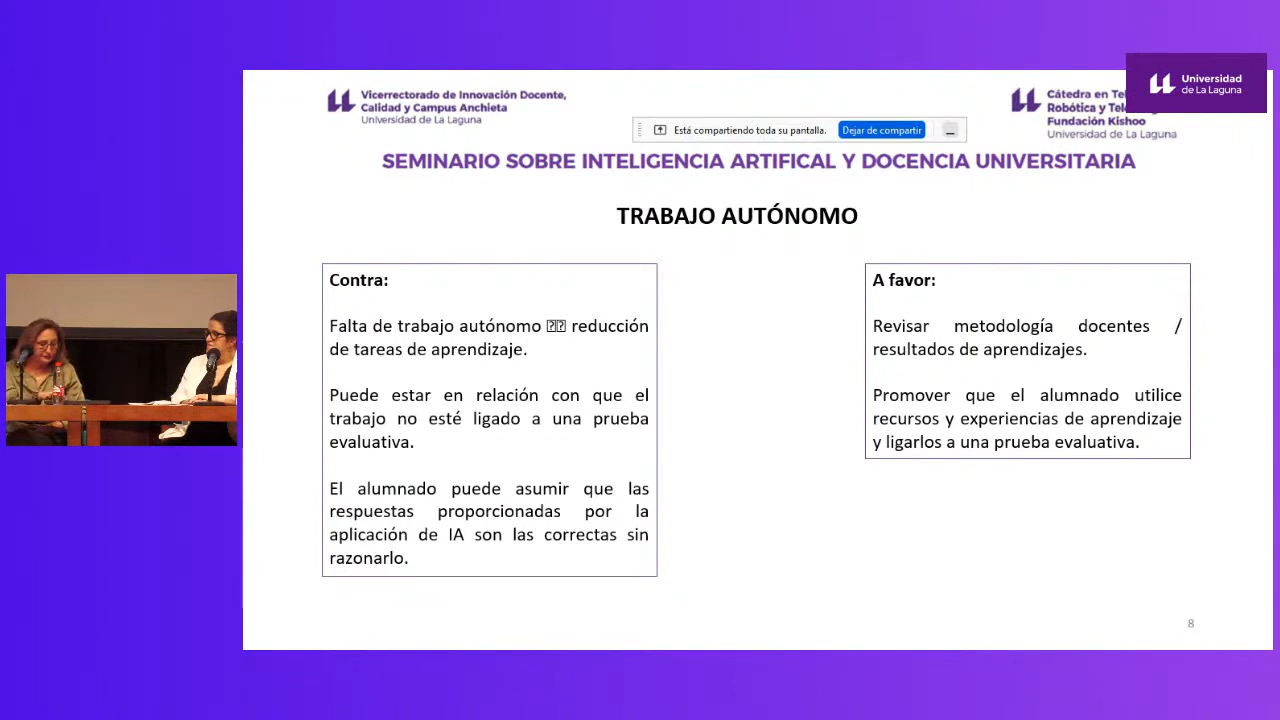 Vicerrectorado de Innovación Docente,
Calidad y Campus Anchieta
Universidad de La Laguna
Cátedra en
Robótica y
Fundación Kishoo
Universidad de La Laguna
Universidad
de La Laguna
Está compartiendo toda su pantalla.
Dejar de compartir
SEMINARIO SOBRE INTELIGENCIA ARTIFICAL Y DOCENCIA UNIVERSITARIA
TRABAJO AUTÓNOMO
Contra:
Falta de trabajo autónomo reducción
de tareas de aprendizaje.
Puede estar en relación con que el
trabajo no esté ligado a una prueba
evaluativa.
El alumnado puede asumir que las
respuestas proporcionadas por la
aplicación de IA son las correctas sin
razonarlo.
A favor:
Revisar metodología docentes /
resultados de aprendizajes.
Promover que el alumnado utilice
recursos y experiencias de aprendizaje
y ligarlos a una prueba evaluativa.
8